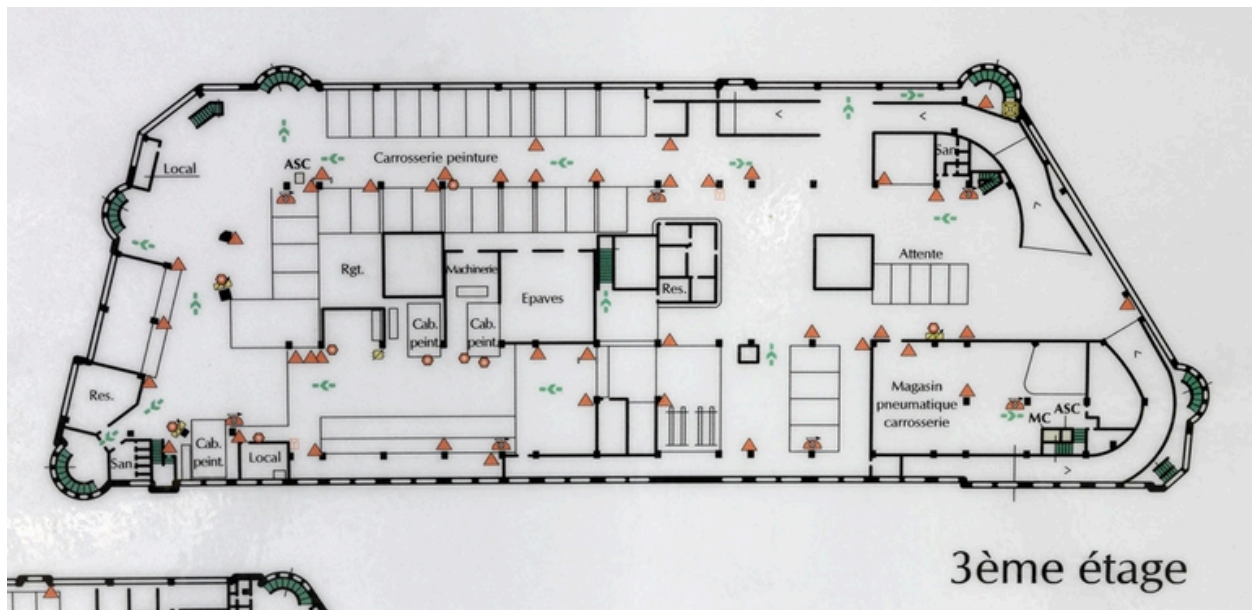 Local
ASC
Carrosserie peinture
San
Rgt.
Machinerie
Epaves
Res.
Attente
Cab.
peint.
Cab.
peint.
Res.
Magasin
pneumatique
carrosserie
MC
ASC
San
Cab.
peint.
Local
3ème étage